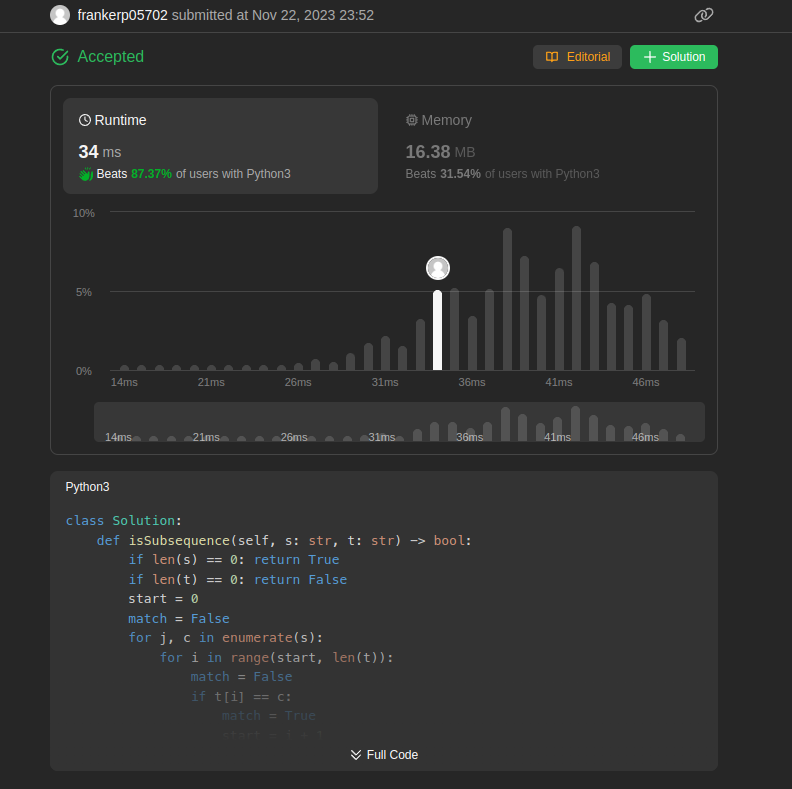 frankerp05702 submitted at Nov 22, 2023 23:52
Accepted
Editorial
Solution
Runtime
34 ms
Beats 87.37% of users with Python3
Memory
16.38 MB
Beats 31.54% of users with Python3
10%
5%
0%
14ms 21ms 26ms 31ms 36ms 41ms 46ms
14ms 21ms 26ms 31ms 36ms 41ms 46ms
Python3
class Solution:
def isSubsequence(self, s: str, t: str) -> bool:
if len(s) == 0: return True
if len(t) == 0: return False
start = 0
match = False
for j, c in enumerate(s):
for i in range(start, len(t)):
match = False
if t[i] == c:
match = True
Full Code